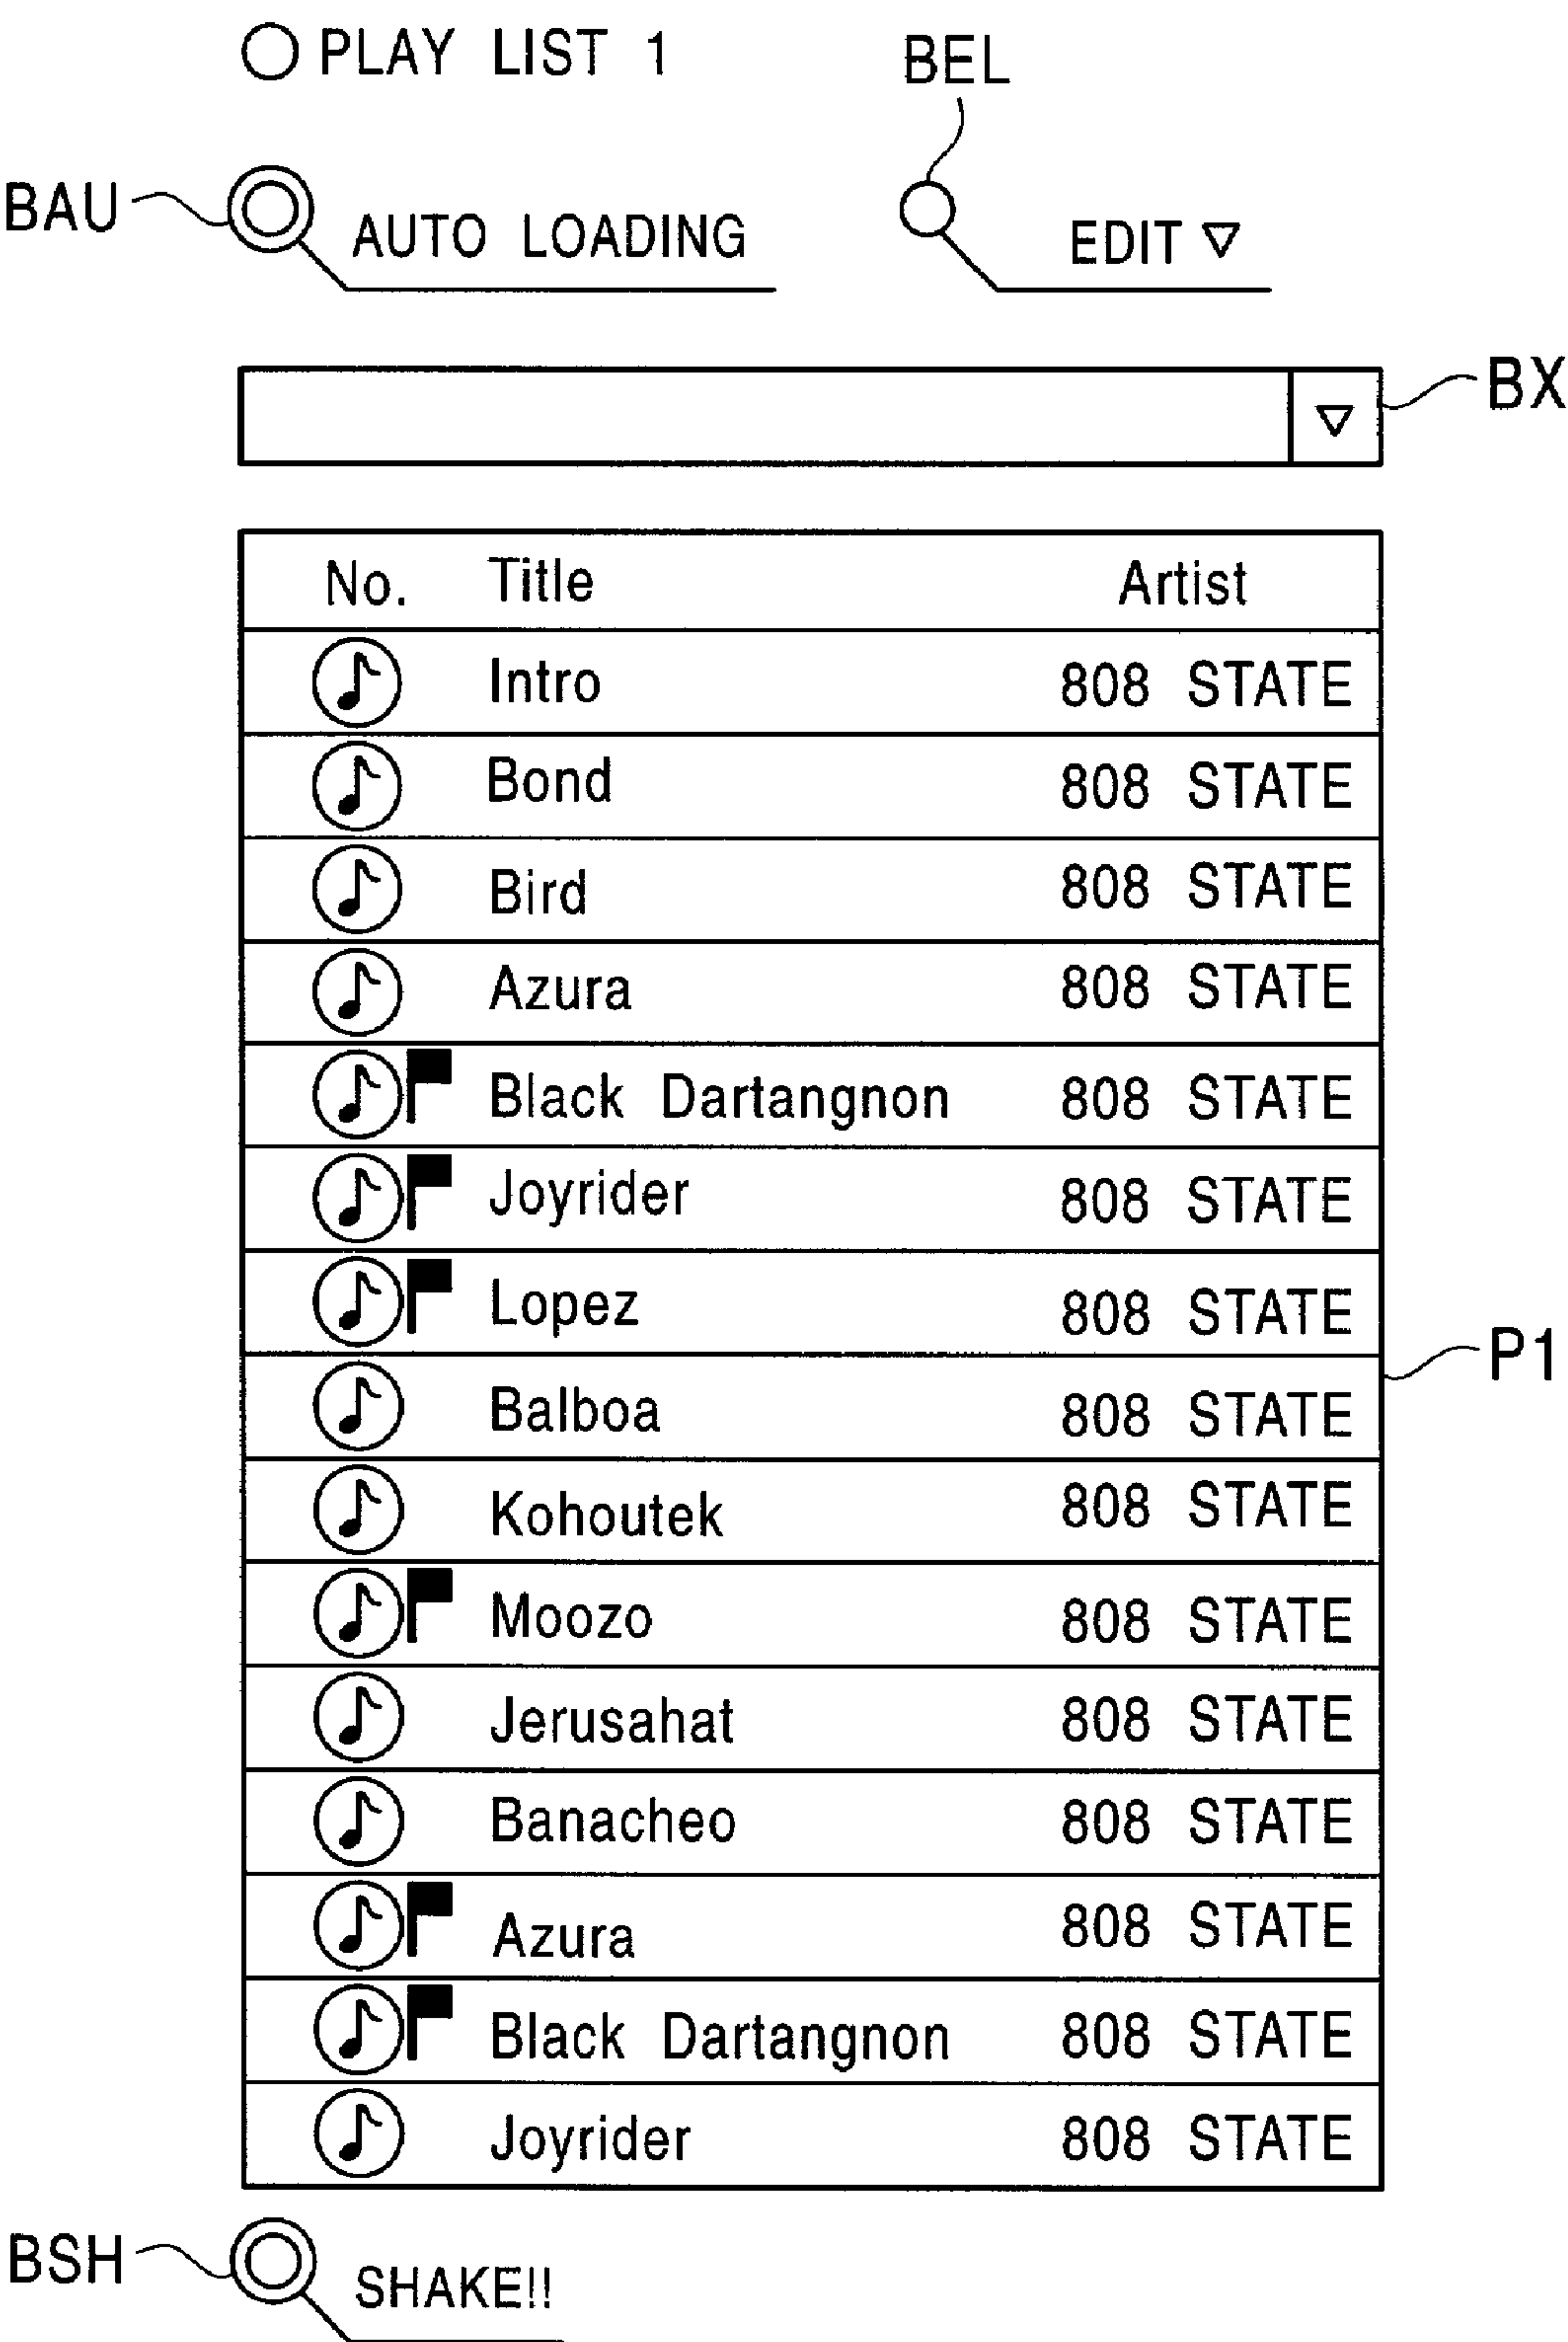 PLAY LIST 1
BEL
BAU
AUTO LOADING
EDIT
BX
No. Title Artist
Intro 808 STATE
Bond 808 STATE
Bird 808 STATE
Azura 808 STATE
Black Dartangnon 808 STATE
Joyrider 808 STATE
Lopez 808 STATE
P1
Balboa 808 STATE
Kohoutek 808 STATE
Moozo 808 STATE
Jerusahat 808 STATE
Banacheo 808 STATE
Azura 808 STATE
Black Dartangnon 808 STATE
Joyrider 808 STATE
BSH
SHAKE!!